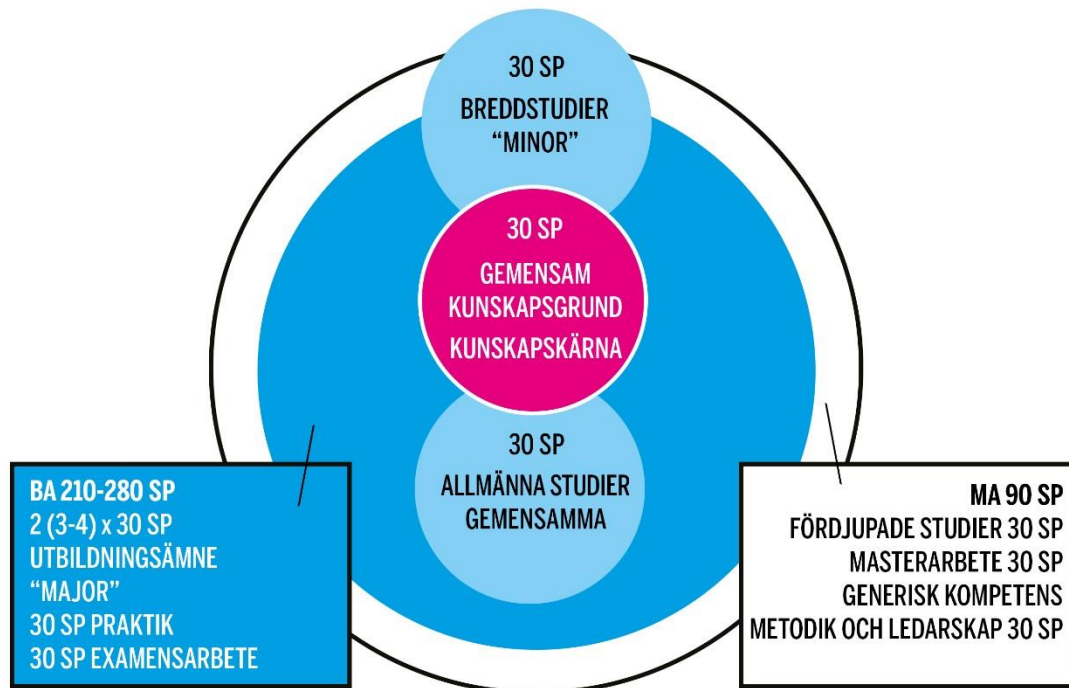 30 SP
BREDDSTUDIER
“MINOR”
30 SP
GEMENSAM
KUNSKAPSGRUND
KUNSKAPSKÄRNA
30 SP
ALLMÄNNA STUDIER
GEMENSAMMA
BA 210-280 SP
2 (3-4) x 30 SP
UTBILDNINGSÄMNE
“MAJOR”
30 SP PRAKTIK
30 SP EXAMENSARBETE
MA 90 SP
FÖRDJUPADE STUDIER 30 SP
MASTERARBETE 30 SP
GENERISK KOMPETENS
METODIK OCH LEDARSKAP 30 SP